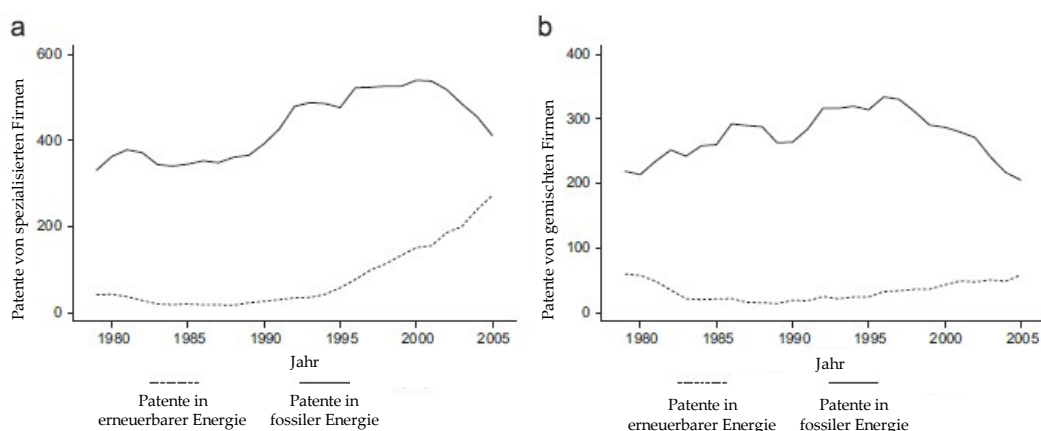 a
Patente von spezialisierten Firmen
600
400
200
0
1980 1985 1990 1995 2000 2005
Jahr
Patente in
erneuerbarer Energie
Patente in
fossiler Energie
b
Patente von gemischten Firmen
400
300
200
100
0
1980 1985 1990 1995 2000 2005
Jahr
Patente in
erneuerbarer Energie
Patente in
fossiler Energie